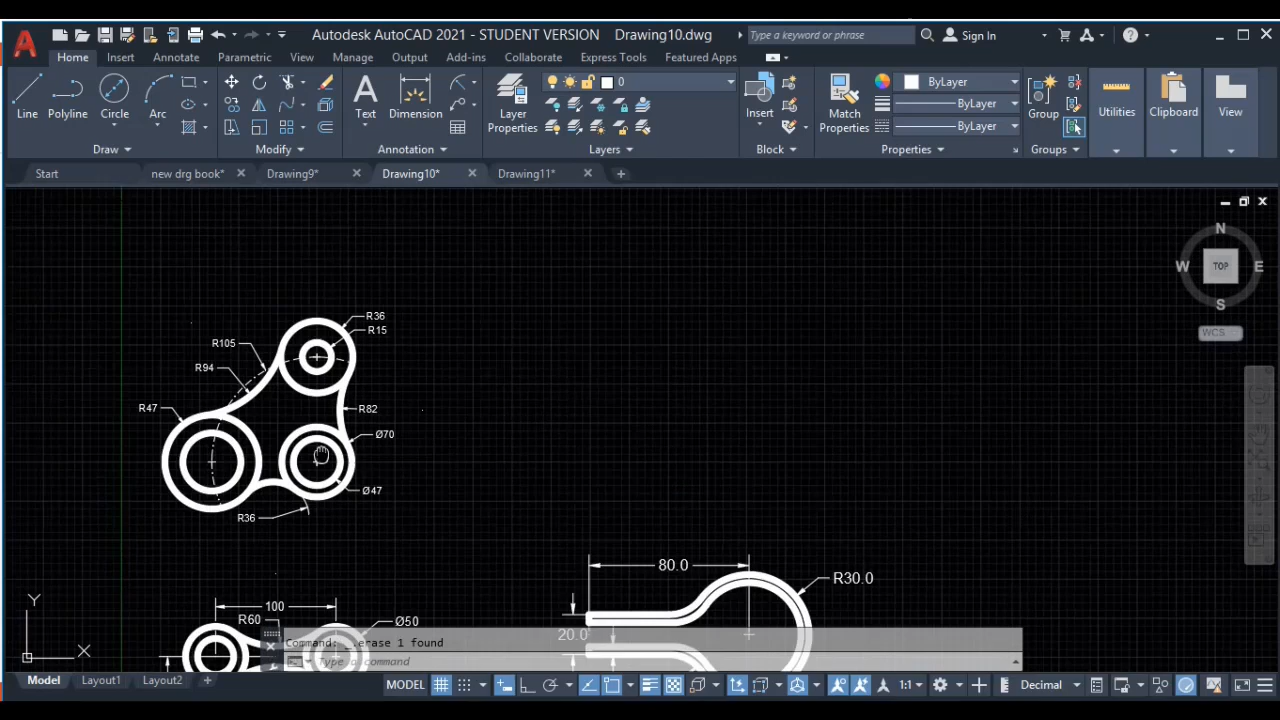 Autodesk AutoCAD 2021 - STUDENT VERSION Drawing10.dwg Type a keyword or phrase Sign In
Home Insert Annotate Parametric View Manage Output Add-ins Collaborate Express Tools Featured Apps
0
ByLayer
ByLayer
ByLayer
Line Polyline Circle Arc Text Dimension Layer Properties Insert Match Properties Group Utilities Clipboard View
Draw Modify Annotation Layers Block Properties Groups
Start new drg book* Drawing9* Drawing10* Drawing11*
N
W TOP E
S
WCS
R36
R15
R105
R94
R47
R82
Ø70
Ø47
R36
80.0
R30.0
20.0
100
R60
Ø50
Y
X
Command: _.erase 1 found
Type a command
Model Layout1 Layout2 MODEL 1:1 Decimal